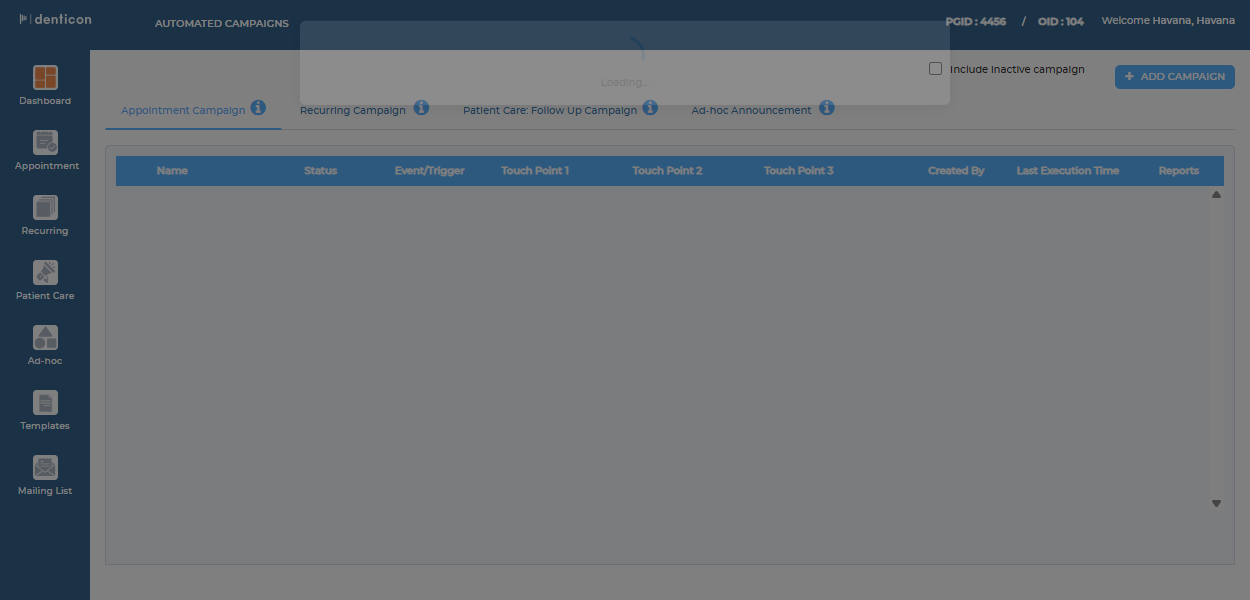 denticon
AUTOMATED CAMPAIGNS
PGID : 4456 / OID : 104 Welcome Havana, Havana
Loading...
Include Inactive campaign
+ ADD CAMPAIGN
Dashboard
Appointment
Recurring
Patient Care
Ad-hoc
Templates
Mailing List
Appointment Campaign Recurring Campaign Patient Care: Follow Up Campaign Ad-hoc Announcement
Name Status Event/Trigger Touch Point 1 Touch Point 2 Touch Point 3 Created By Last Execution Time Reports